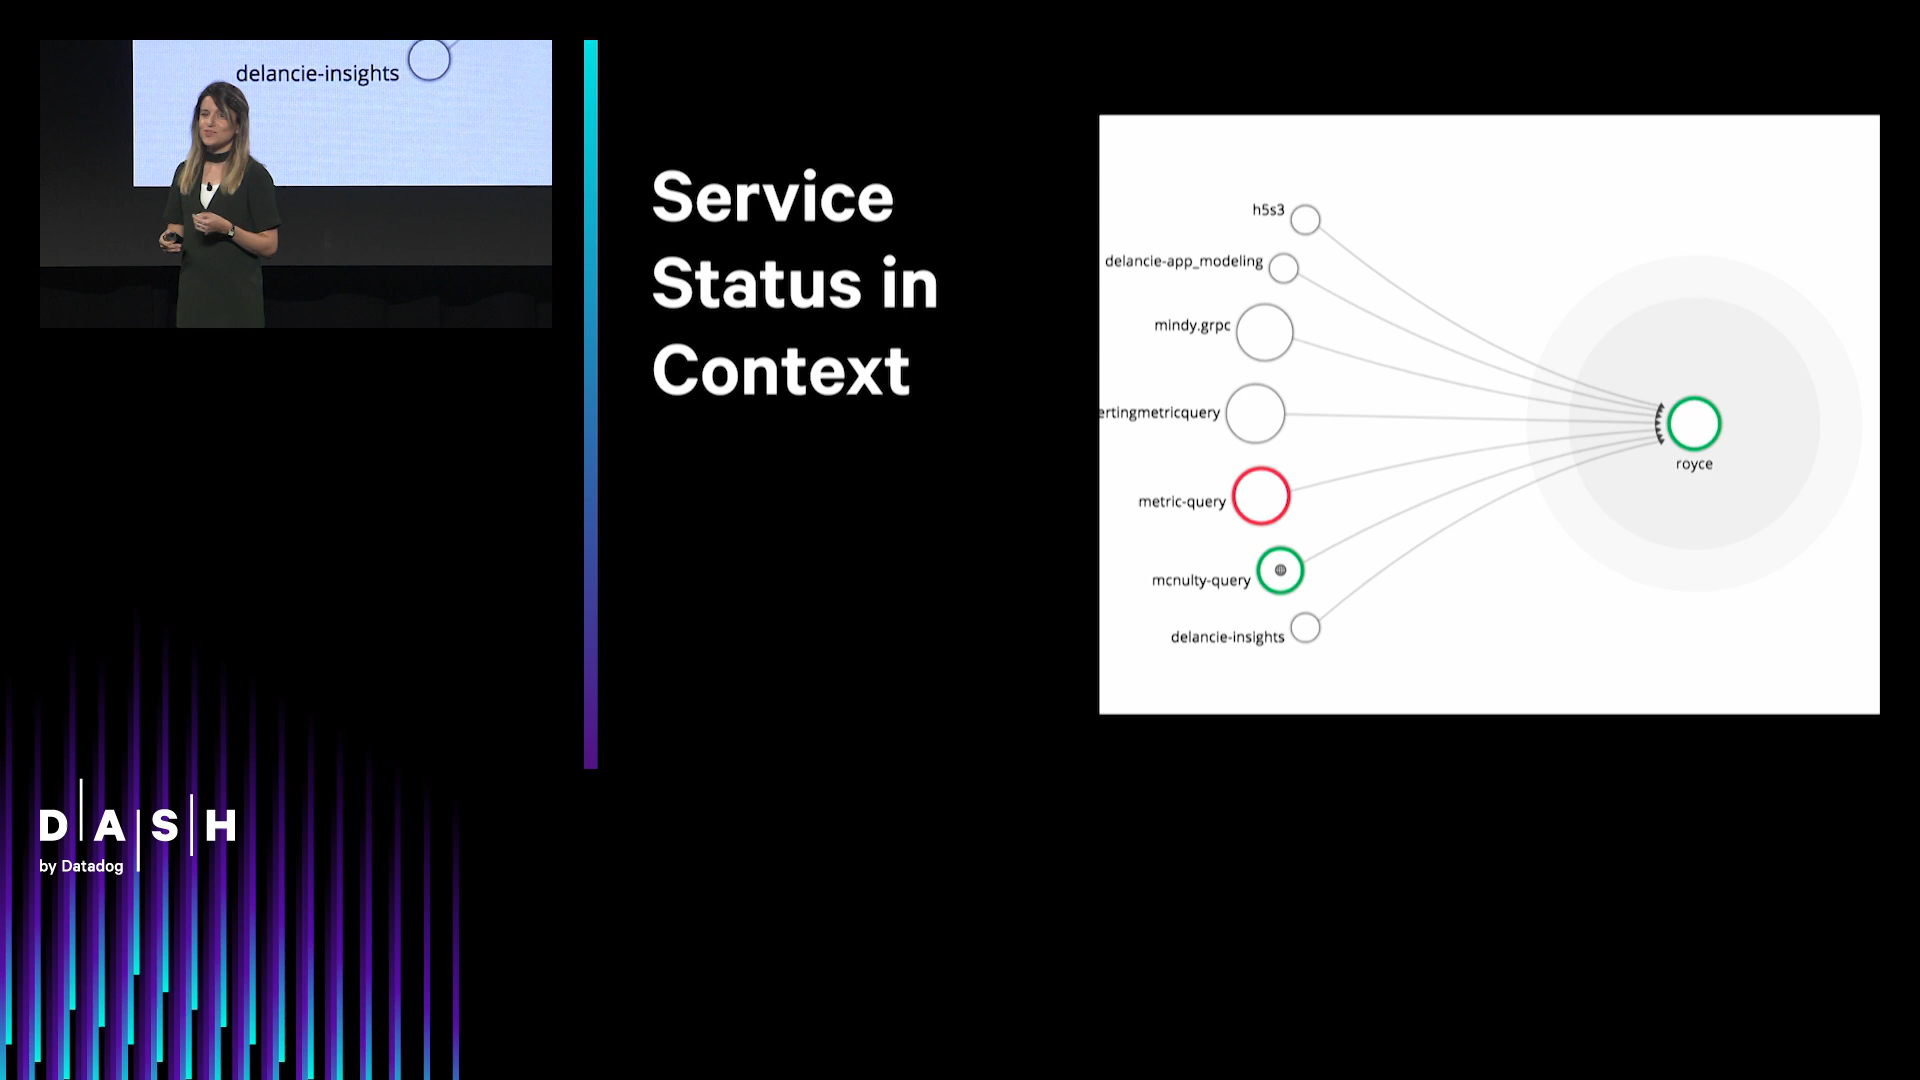 delancie-insights
Service
Status in
Context
h5s3
delancie-app_modeling
mindy.grpc
ertingmetricquery
metric-query
mcnulty-query
delancie-insights
royce
DASH
by Datadog